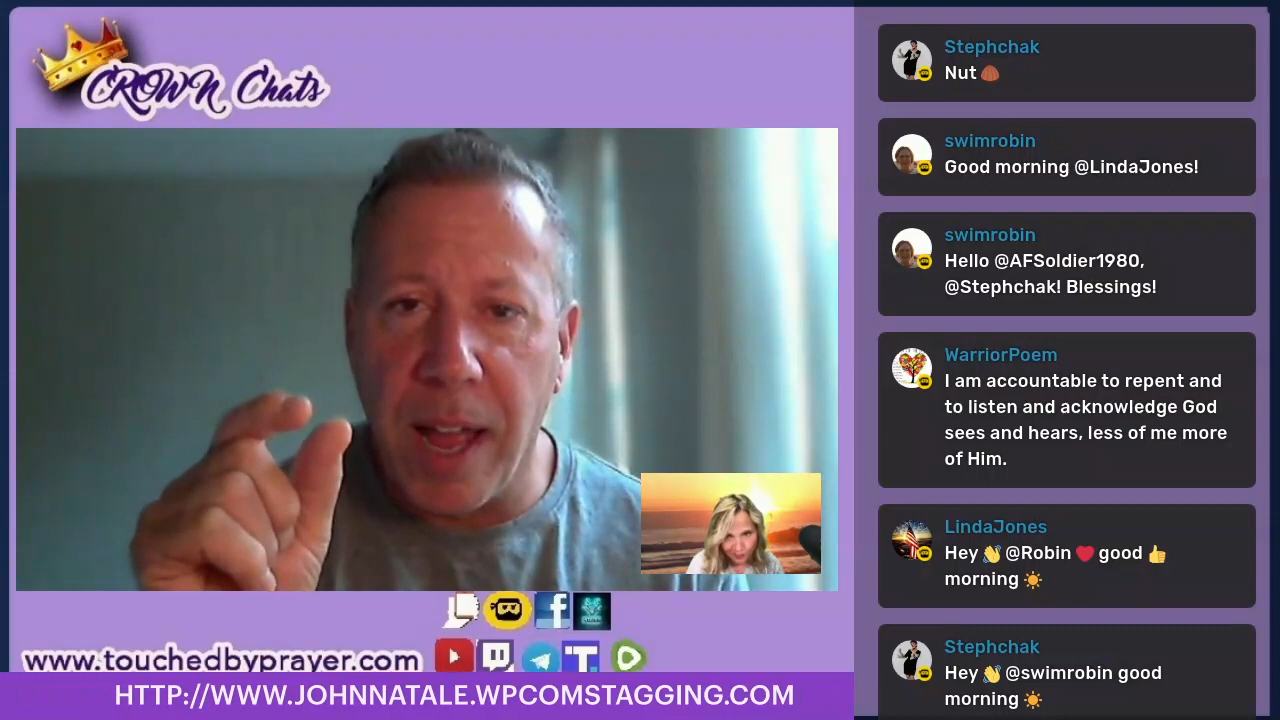 CROWN Chats
www.touchedbyprayer.com
HTTP://WWW.JOHNNATALE.WPCOMSTAGGING.COM
Stephchak
Nut
swimrobin
Good morning @LindaJones!
swimrobin
Hello @AFSoldier1980,
@Stephchak! Blessings!
WarriorPoem
I am accountable to repent and
to listen and acknowledge God
sees and hears, less of me more
of Him.
LindaJones
Hey 👋 @Robin ❤️ good 👍
morning ☀️
Stephchak
Hey 👋 @swimrobin good
morning ☀️